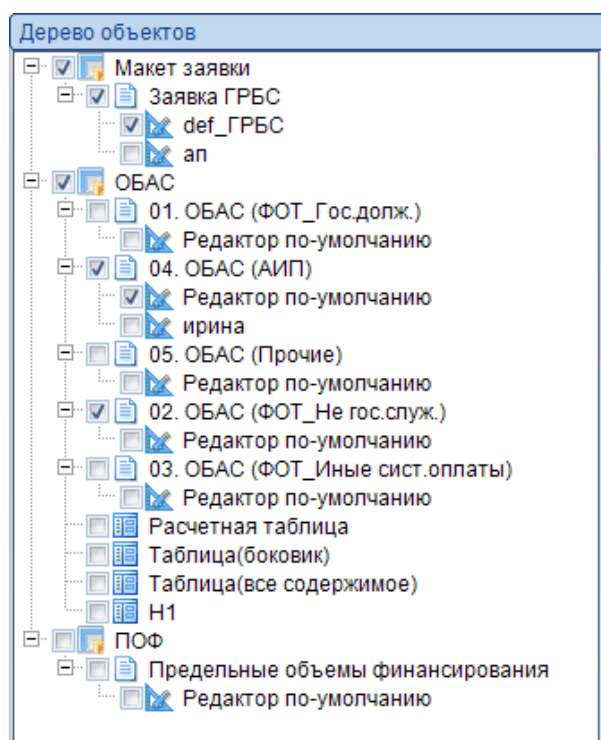 Дерево объектов
Макет заявки
Заявка ГРБС
def_ГРБС
ап
ОБАС
01. ОБАС (ФОТ_Гос.долж.)
Редактор по-умолчанию
04. ОБАС (АИП)
Редактор по-умолчанию
ирина
05. ОБАС (Прочие)
Редактор по-умолчанию
02. ОБАС (ФОТ_Не гос.служ.)
Редактор по-умолчанию
03. ОБАС (ФОТ_Иные сист.оплаты)
Редактор по-умолчанию
Расчетная таблица
Таблица(боковик)
Таблица(все содержимое)
Н1
ПОФ
Предельные объемы финансирования
Редактор по-умолчанию